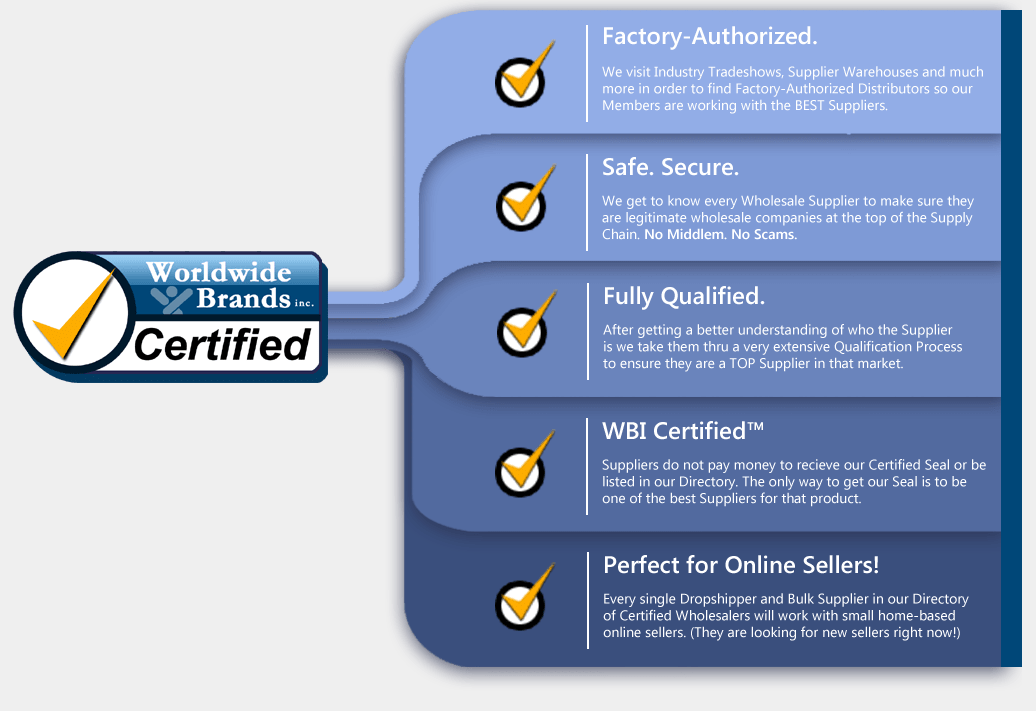 Factory-Authorized.
We visit Industry Tradeshows, Supplier Warehouses and much
more in order to find Factory-Authorized Distributors so our
Members are working with the BEST Suppliers.
Safe. Secure.
We get to know every Wholesale Supplier to make sure they
are legitimate wholesale companies at the top of the Supply
Chain. No Middlem. No Scams.
Worldwide
Brands inc.
Certified
Fully Qualified.
After getting a better understanding of who the Supplier
is we take them thru a very extensive Qualification Process
to ensure they are a TOP Supplier in that market.
WBI Certified™
Suppliers do not pay money to recieve our Certified Seal or be
listed in our Directory. The only way to get our Seal is to be
one of the best Suppliers for that product.
Perfect for Online Sellers!
Every single Dropshipper and Bulk Supplier in our Directory
of Certified Wholesalers will work with small home-based
online sellers. (They are looking for new sellers right now!)